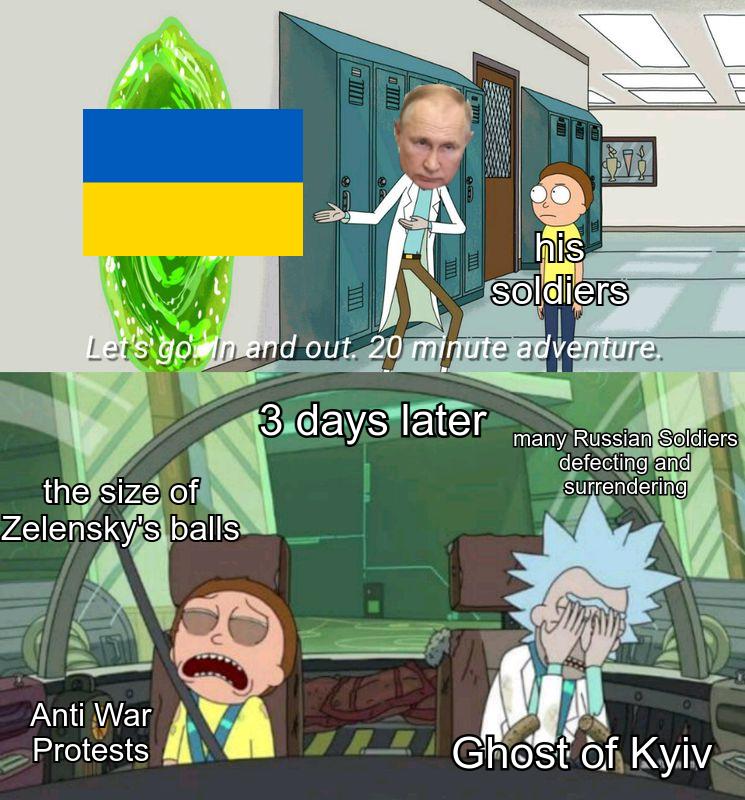 his
soldiers
Let's go. In and out. 20 minute adventure.
3 days later
many Russian Soldiers
defecting and
surrendering
the size of
Zelensky's balls
Anti War
Protests
Ghost of Kyiv